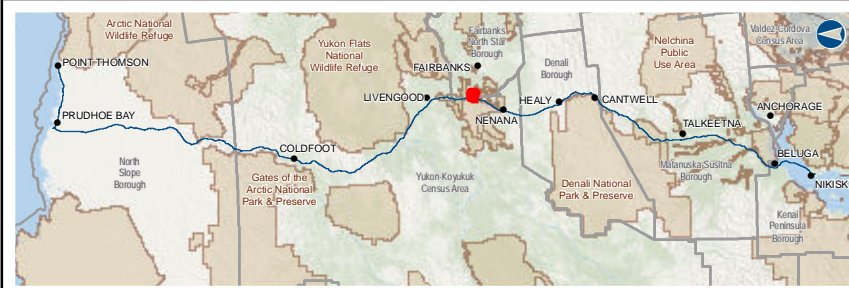 Arctic National
Wildlife Refuge
POINT THOMSON
PRUDHOE BAY
North
Slope
Borough
COLDFOOT
Gates of the
Arctic National
Park & Preserve
Yukon Flats
National
Wildlife Refuge
LIVENGOOD
Fairbanks
North Star
Borough
FAIRBANKS
NENANA
Yukon-Koyukuk
Census Area
HEALY
Denali
Borough
CANTWELL
Denali National
Park & Preserve
Nelchina
Public
Use Area
TALKEETNA
Matanuska-Susitna
Borough
Valdez-Cordova
Census Area
ANCHORAGE
BELUGA
NIKISKI
Kenai
Peninsula
Borough